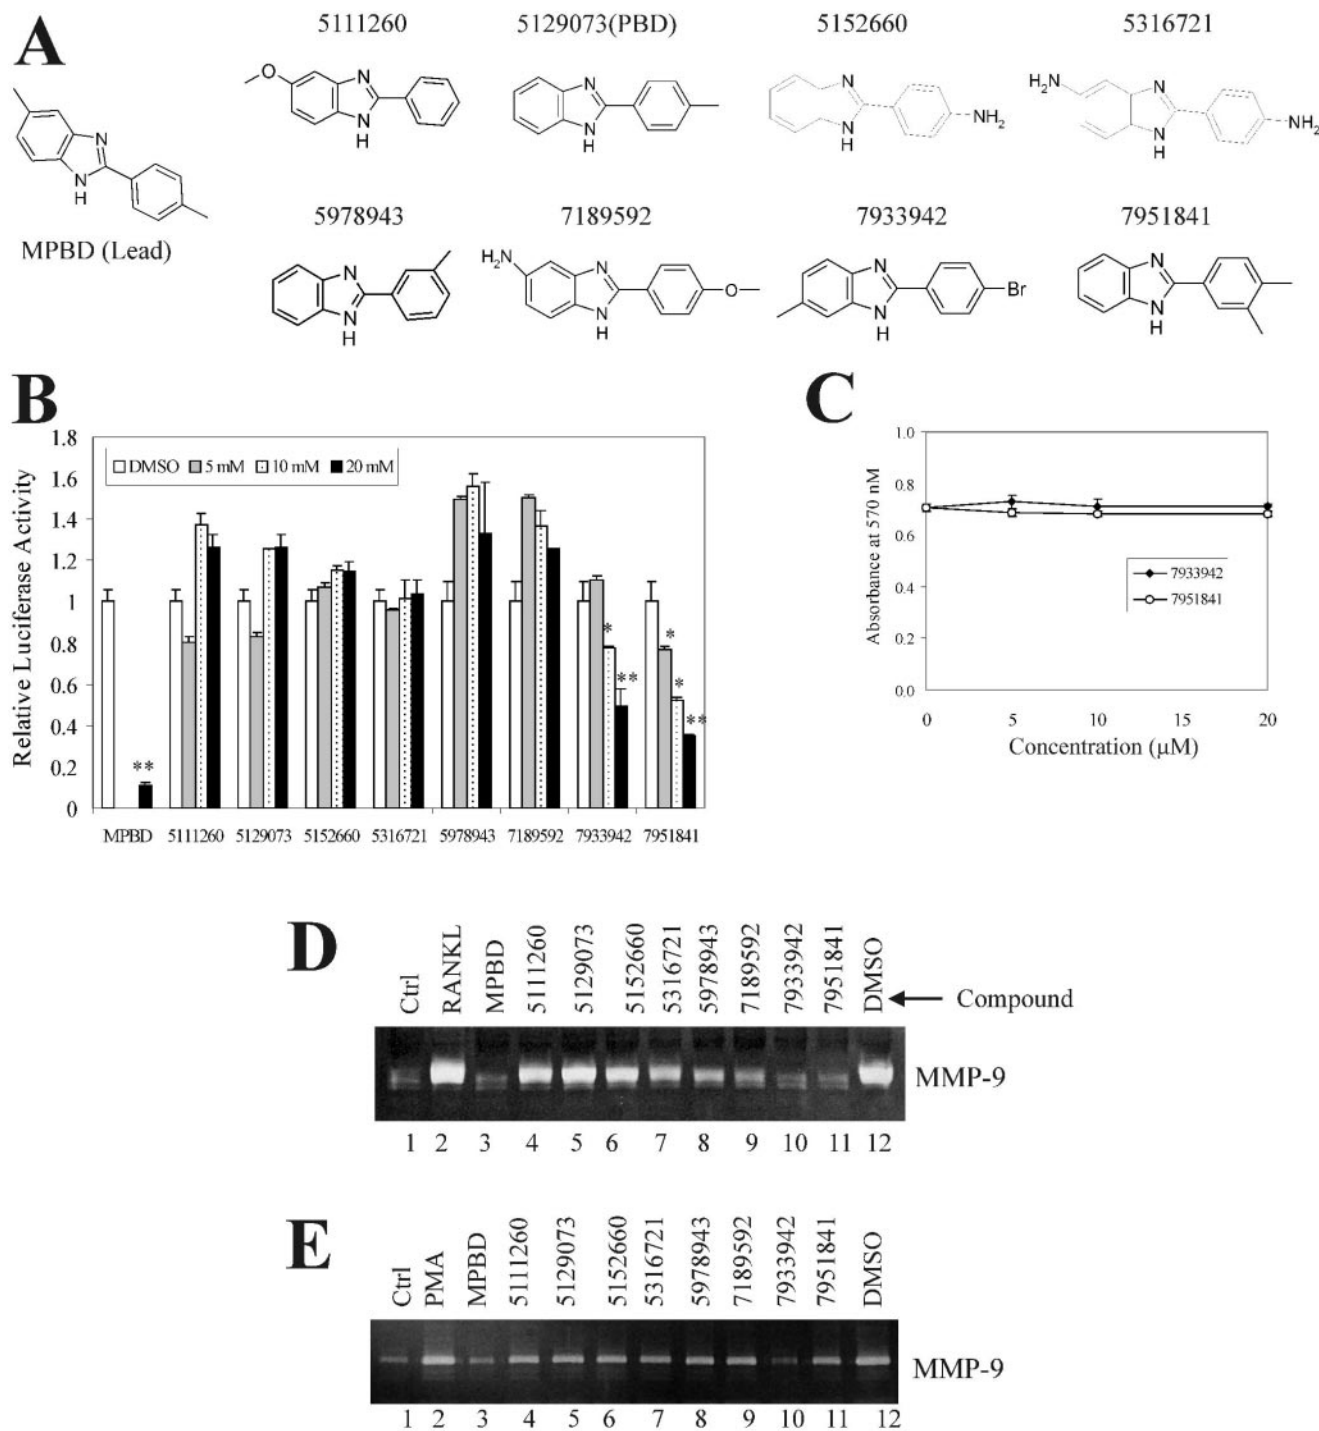 A
5111260
5129073(PBD)
5152660
5316721
O
N
N
H
N
N
H
N
N
H
NH2
H2N
N
N
H
NH2
N
N
H
MPBD (Lead)
5978943
7189592
7933942
7951841
N
N
H
H2N
N
N
H
O
N
N
H
Br
N
N
H
B
Relative Luciferase Activity
1.8
1.6
1.4
1.2
1
0.8
0.6
0.4
0.2
0
DMSO 5 mM 10 mM 20 mM
**
*
**
*
*
**
MPBD 5111260 5129073 5152660 5316721 5978943 7189592 7933942 7951841
C
Absorbance at 570 nM
1.0
0.8
0.6
0.4
0.2
0.0
7933942
7951841
0 5 10 15 20
Concentration (μM)
D
Ctrl RANKL MPBD 5111260 5129073 5152660 5316721 5978943 7189592 7933942 7951841 DMSO
Compound
MMP-9
1 2 3 4 5 6 7 8 9 10 11 12
E
Ctrl PMA MPBD 5111260 5129073 5152660 5316721 5978943 7189592 7933942 7951841 DMSO
MMP-9
1 2 3 4 5 6 7 8 9 10 11 12